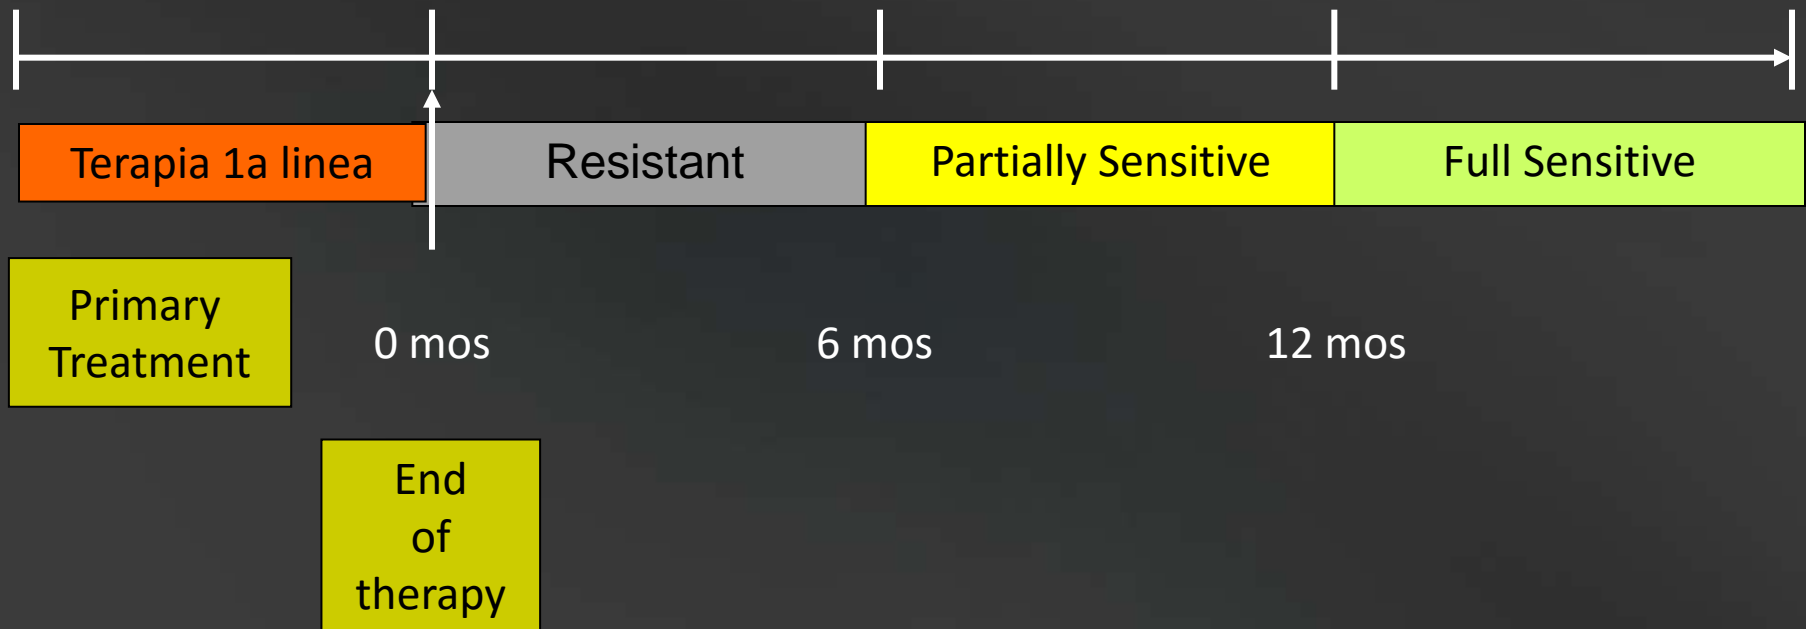 Terapia 1a linea
Resistant
Partially Sensitive
Full Sensitive
Primary
Treatment
0 mos
6 mos
12 mos
End
of
therapy